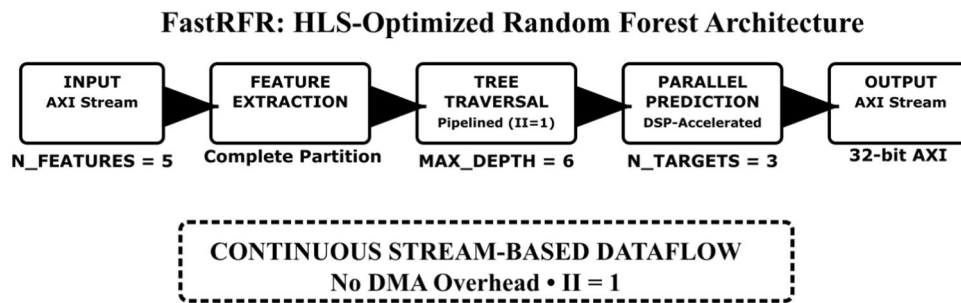 FastRFR: HLS-Optimized Random Forest Architecture
INPUT
AXI Stream
N_FEATURES = 5
FEATURE
EXTRACTION
Complete Partition
TREE
TRAVERSAL
Pipelined (II=1)
MAX_DEPTH = 6
PARALLEL
PREDICTION
DSP-Accelerated
N_TARGETS = 3
OUTPUT
AXI Stream
32-bit AXI
CONTINUOUS STREAM-BASED DATAFLOW
No DMA Overhead • II = 1